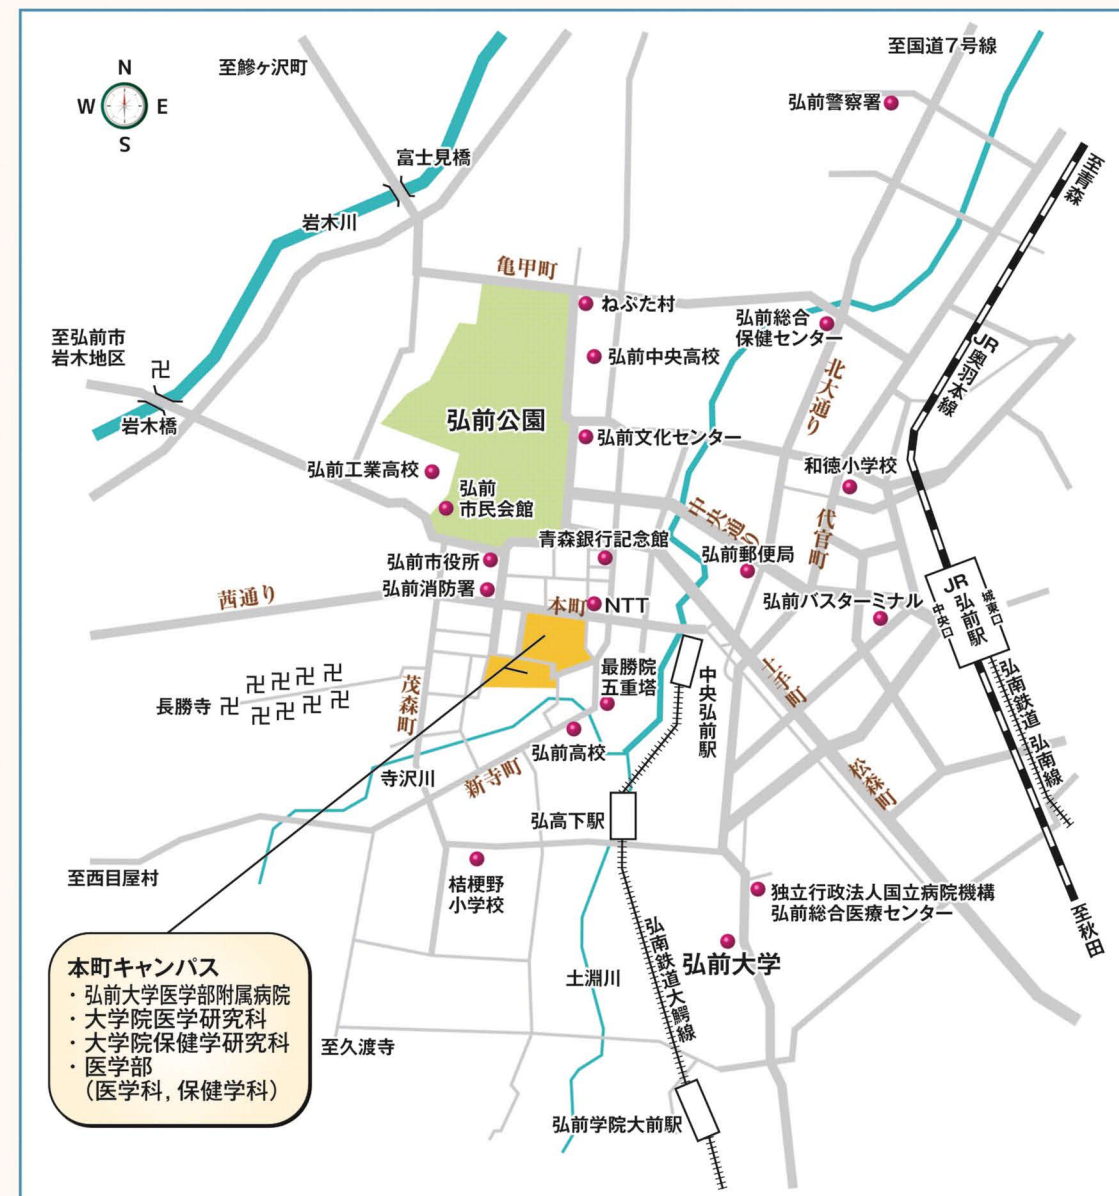 N
W
E
S
至鰺ヶ沢町
至国道7号線
弘前警察署
富士見橋
至青森
岩木川
亀甲町
ねぷた村
弘前総合
保健センター
至弘前市
岩木地区
卍
JR奥羽本線
弘前中央高校
北大通り
岩木橋
弘前公園
弘前文化センター
弘前工業高校
和徳小学校
弘前
市民会館
中央通り
代官町
青森銀行記念館
弘前市役所
弘前郵便局
弘前消防署
茜通り
本町
NTT
弘前バスターミナル
中央口
JR弘前駅
城東口
最勝院
五重塔
土手町
弘南鉄道 弘南線
卍卍卍卍
長勝寺 卍
卍卍卍卍
茂森町
中央弘前駅
弘前高校
寺沢川
新寺町
松森町
弘高下駅
至西目屋村
桔梗野
小学校
独立行政法人国立病院機構
弘前総合医療センター
至秋田
弘前大学
弘南鉄道大鰐線
土淵川
本町キャンパス
・弘前大学医学部附属病院
・大学院医学研究科
・大学院保健学研究科
・医学部
(医学科, 保健学科)
至久渡寺
弘前学院大前駅